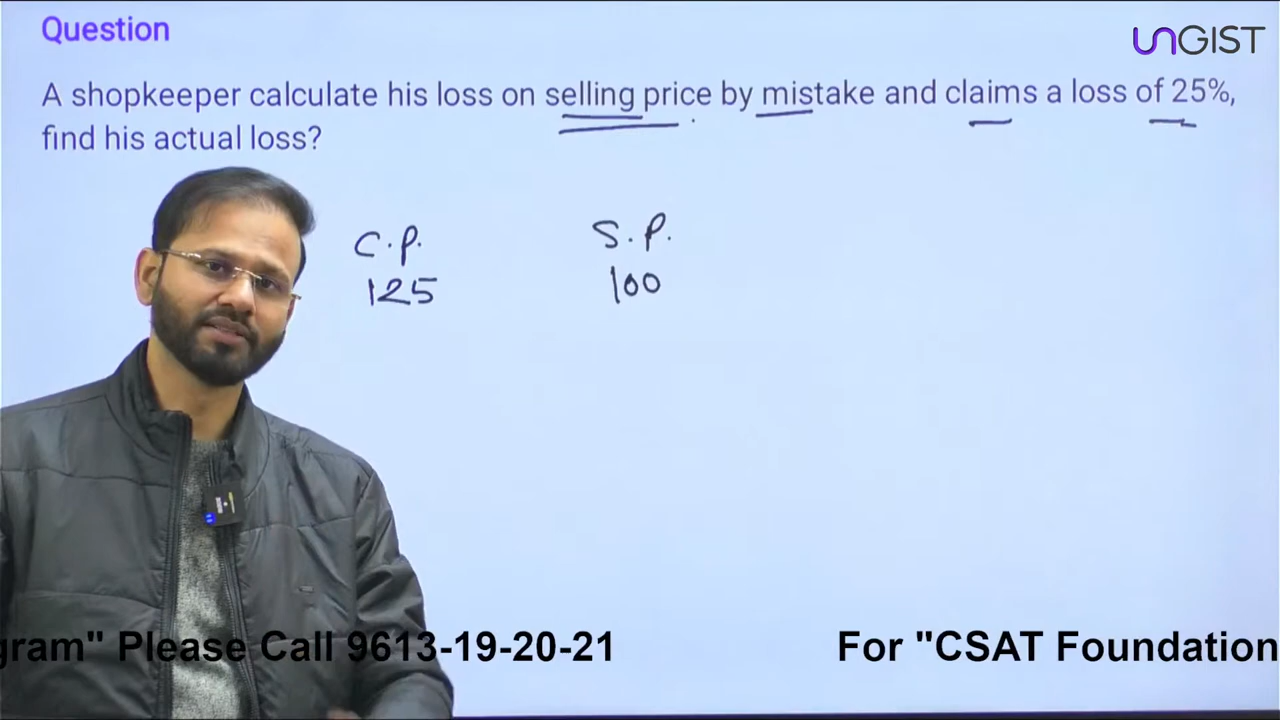 Question
UNGIST
A shopkeeper calculate his loss on selling price by mistake and claims a loss of 25%,
find his actual loss?
C.P. S.P.
125 100
gram" Please Call 9613-19-20-21 For "CSAT Foundation